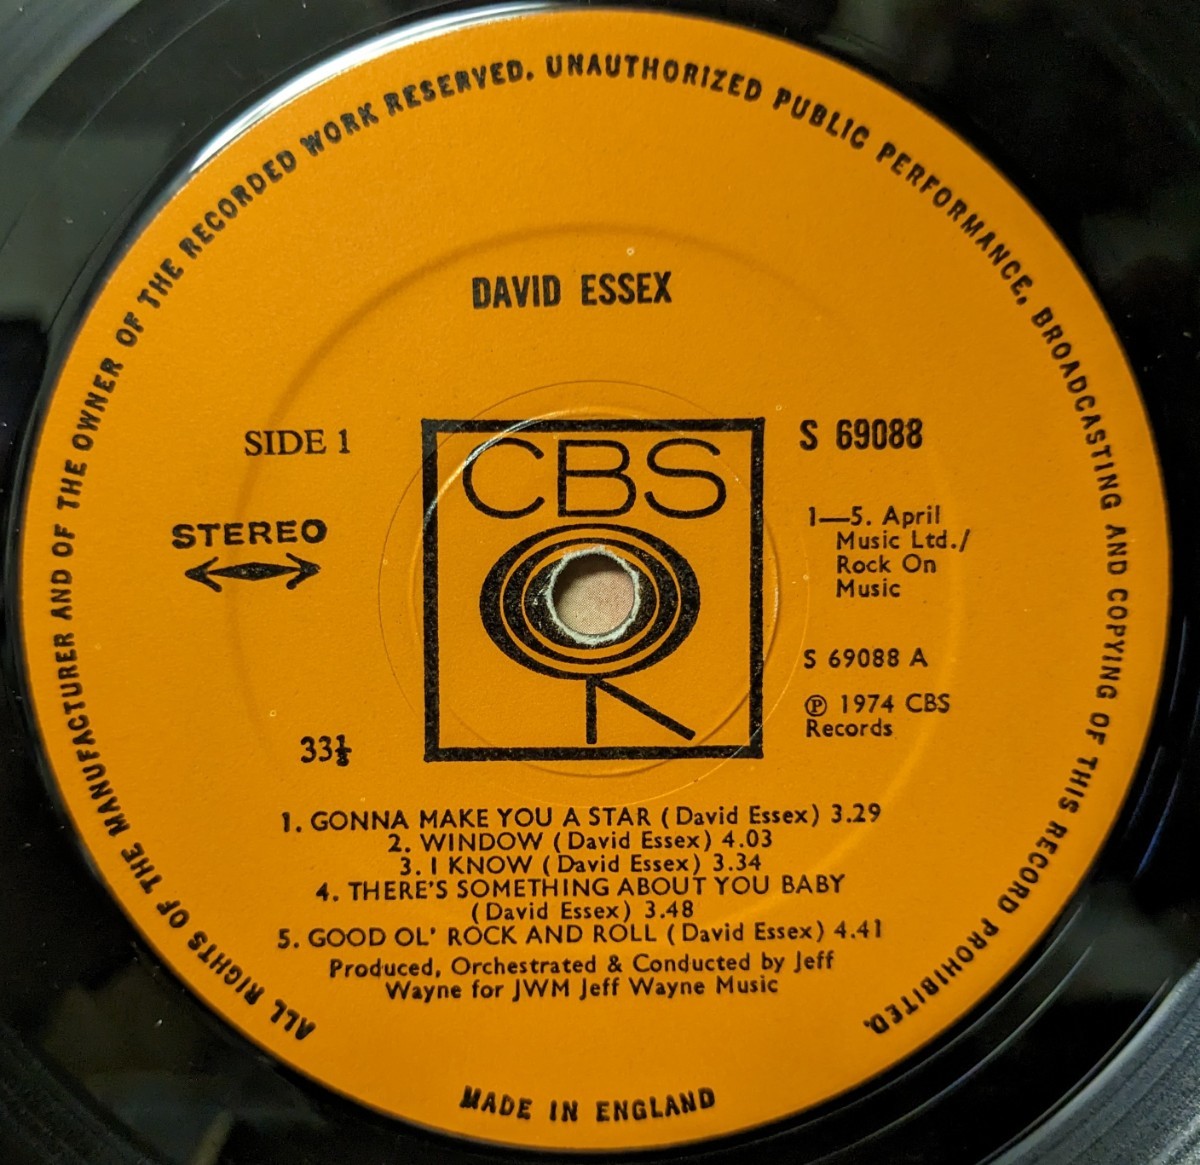 ALL RIGHTS OF THE MANUFACTURER AND OF THE OWNER OF THE RECORDED WORK RESERVED. UNAUTHORIZED PUBLIC PERFORMANCE, BROADCASTING AND COPYING OF THIS RECORD PROHIBITED.
DAVID ESSEX
SIDE 1
STEREO
33⅓
CBS
S 69088
1—5. April
Music Ltd./
Rock On
Music
S 69088 A
℗ 1974 CBS
Records
1. GONNA MAKE YOU A STAR (David Essex) 3.29
2. WINDOW (David Essex) 4.03
3. I KNOW (David Essex) 3.34
4. THERE'S SOMETHING ABOUT YOU BABY
(David Essex) 3.48
5. GOOD OL' ROCK AND ROLL (David Essex) 4.41
Produced, Orchestrated & Conducted by Jeff
Wayne for JWM Jeff Wayne Music
MADE IN ENGLAND